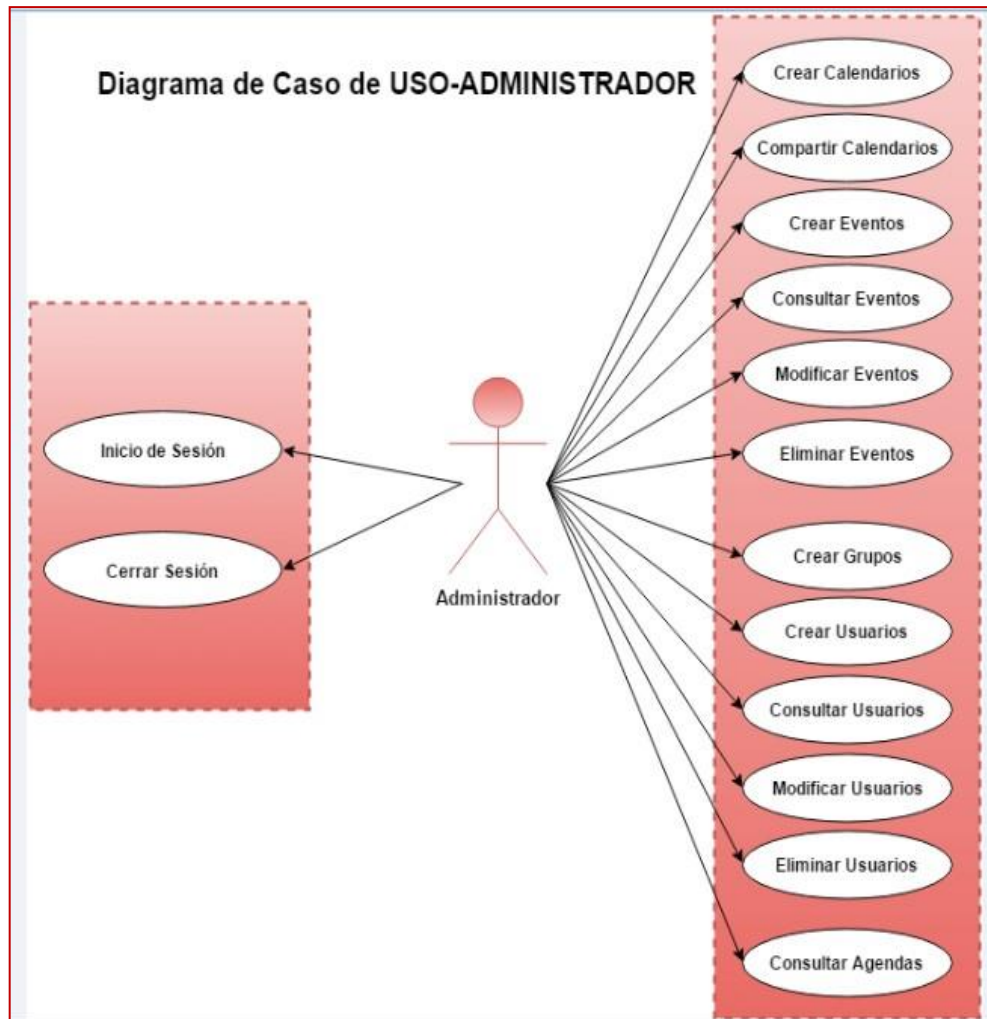 Diagrama de Caso de USO-ADMINISTRADOR
Inicio de Sesión
Cerrar Sesión
Administrador
Crear Calendarios
Compartir Calendarios
Crear Eventos
Consultar Eventos
Modificar Eventos
Eliminar Eventos
Crear Grupos
Crear Usuarios
Consultar Usuarios
Modificar Usuarios
Eliminar Usuarios
Consultar Agendas